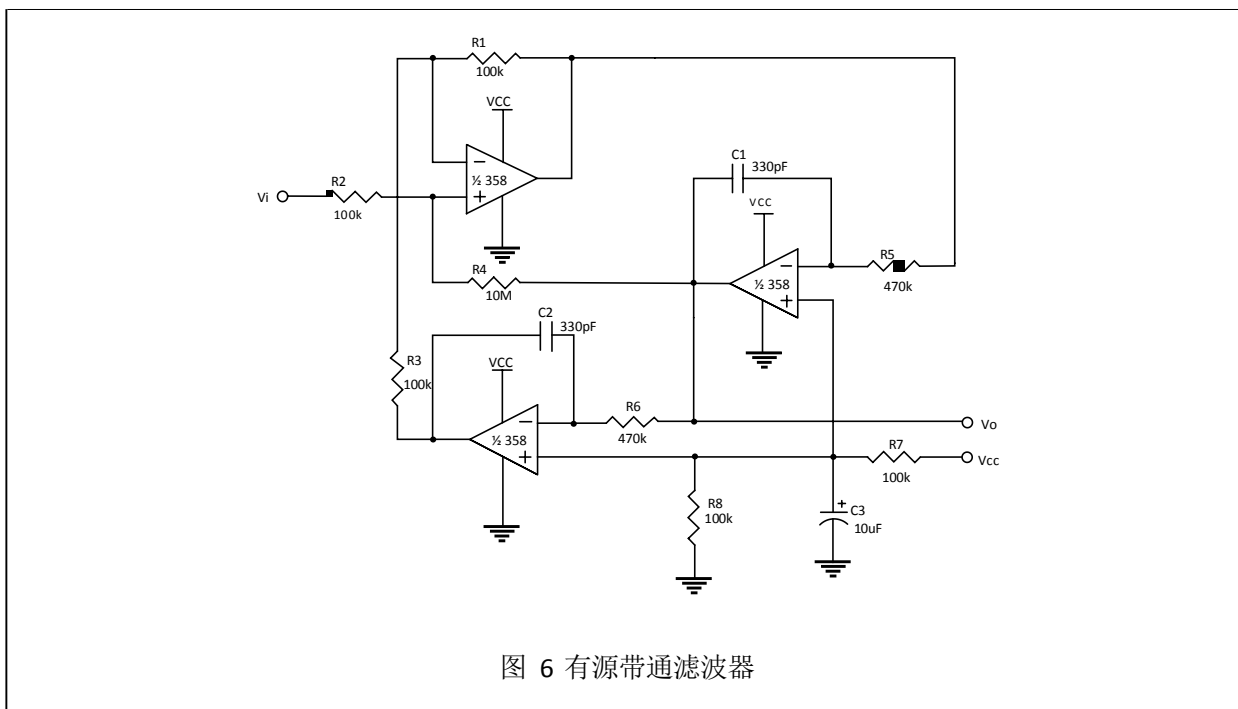 R1
100k
VCC
½ 358
Vi
R2
100k
C1
330pF
VCC
½ 358
R5
470k
R4
10M
C2
330pF
R3
100k
VCC
½ 358
R6
470k
Vo
R7
100k
Vcc
R8
100k
C3
10uF
图 6 有源带通滤波器